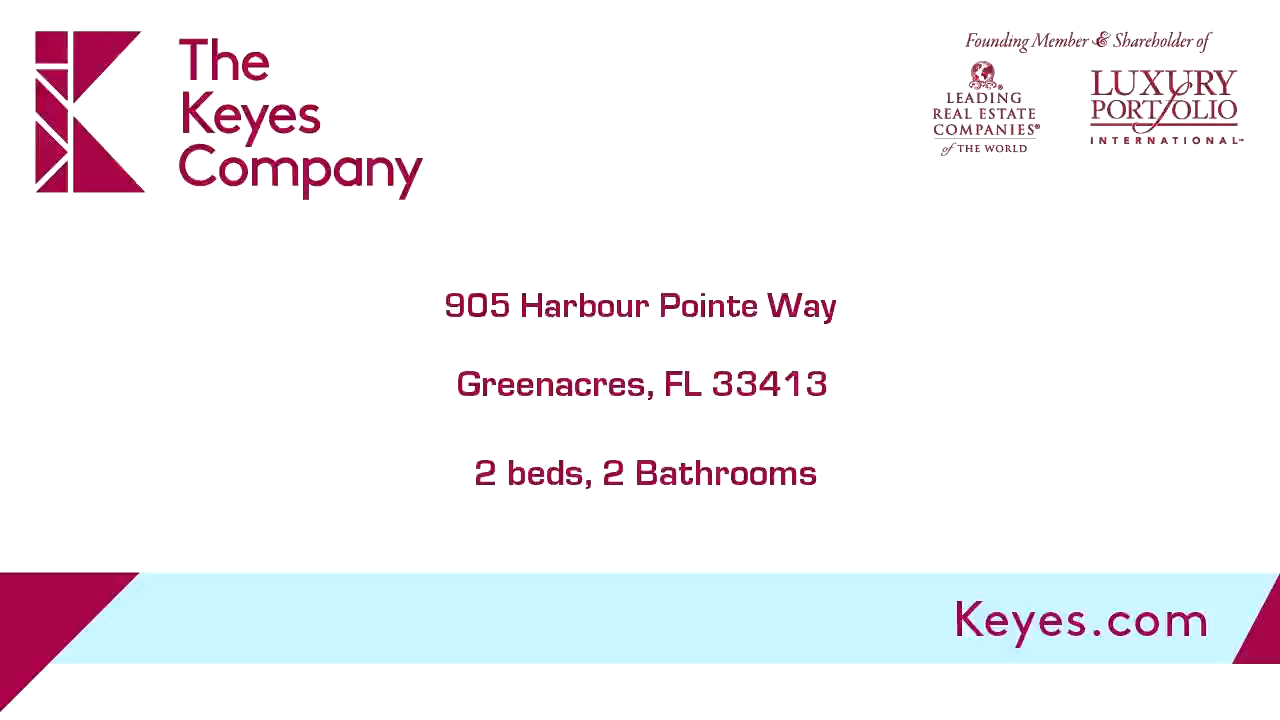 The
Keyes
Company
Founding Member & Shareholder of
LEADING
REAL ESTATE
COMPANIES®
of THE WORLD
LUXURY
PORTFOLIO
INTERNATIONAL™
905 Harbour Pointe Way
Greenacres, FL 33413
2 beds, 2 Bathrooms
Keyes.com